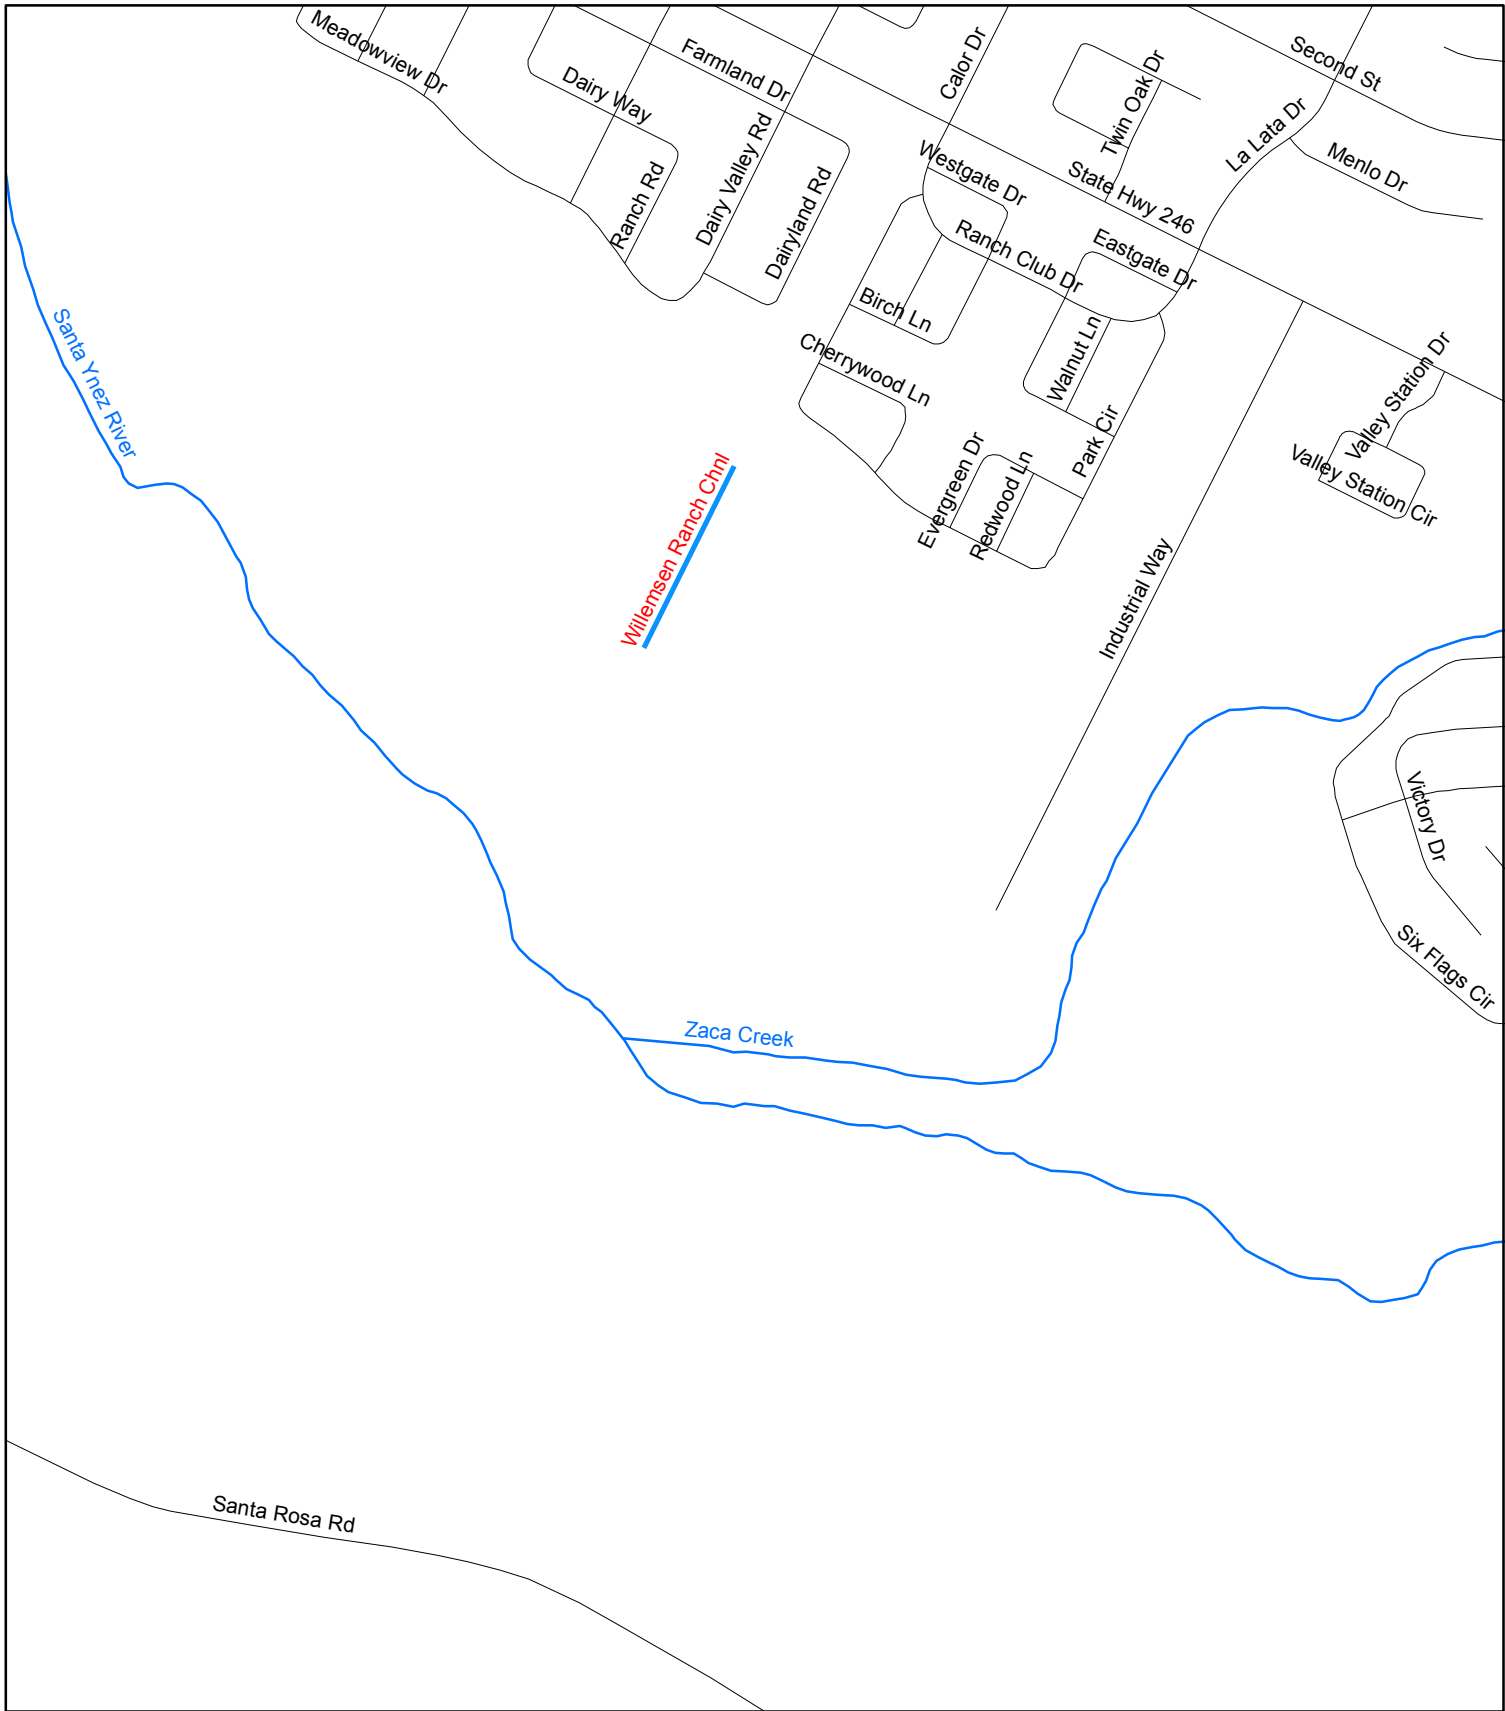 Meadowview Dr
Farmland Dr
Dairy Way
Calor Dr
Twin Oak Dr
Second St
La Lata Dr
Menlo Dr
Ranch Rd
Dairy Valley Rd
Dairyland Rd
Westgate Dr
State Hwy 246
Ranch Club Dr
Eastgate Dr
Birch Ln
Walnut Ln
Cherrywood Ln
Santa Ynez River
Valley Station Dr
Valley Station Cir
Park Cir
Evergreen Dr
Redwood Ln
Willemsen Ranch Chnl
Industrial Way
Victory Dr
Six Flags Cir
Zaca Creek
Santa Rosa Rd